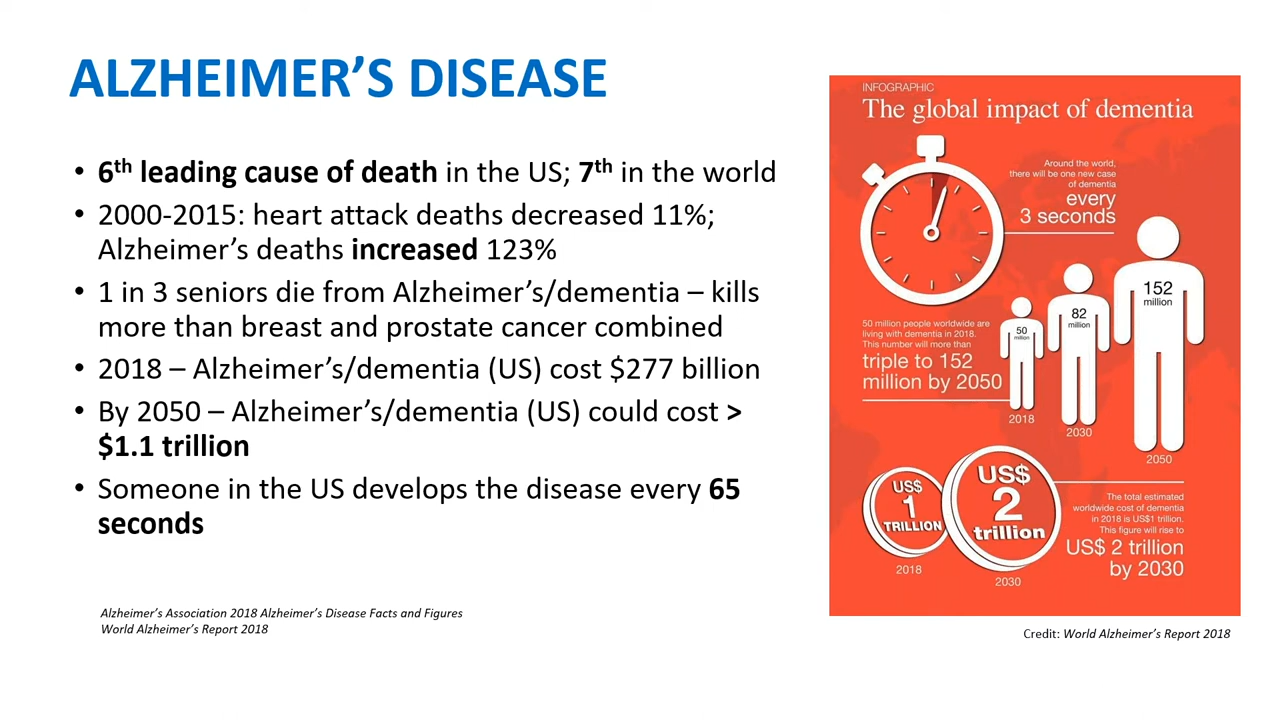 ALZHEIMER’S DISEASE
• 6th leading cause of death in the US; 7th in the world
• 2000-2015: heart attack deaths decreased 11%;
Alzheimer’s deaths increased 123%
• 1 in 3 seniors die from Alzheimer’s/dementia – kills
more than breast and prostate cancer combined
• 2018 – Alzheimer’s/dementia (US) cost $277 billion
• By 2050 – Alzheimer’s/dementia (US) could cost >
$1.1 trillion
• Someone in the US develops the disease every 65
seconds
Alzheimer’s Association 2018 Alzheimer’s Disease Facts and Figures
World Alzheimer’s Report 2018
INFOGRAPHIC
The global impact of dementia
Around the world,
there will be one new case
of dementia
every
3 seconds
50 million people worldwide are
living with dementia in 2018.
This number will more than
triple to 152
million by 2050
50
million
2018
82
million
2030
152
million
2050
US$
1
TRILLION
2018
US$
2
trillion
2030
The total estimated
worldwide cost of dementia
in 2018 is US$1 trillion.
This figure will rise to
US$ 2 trillion
by 2030
Credit: World Alzheimer’s Report 2018